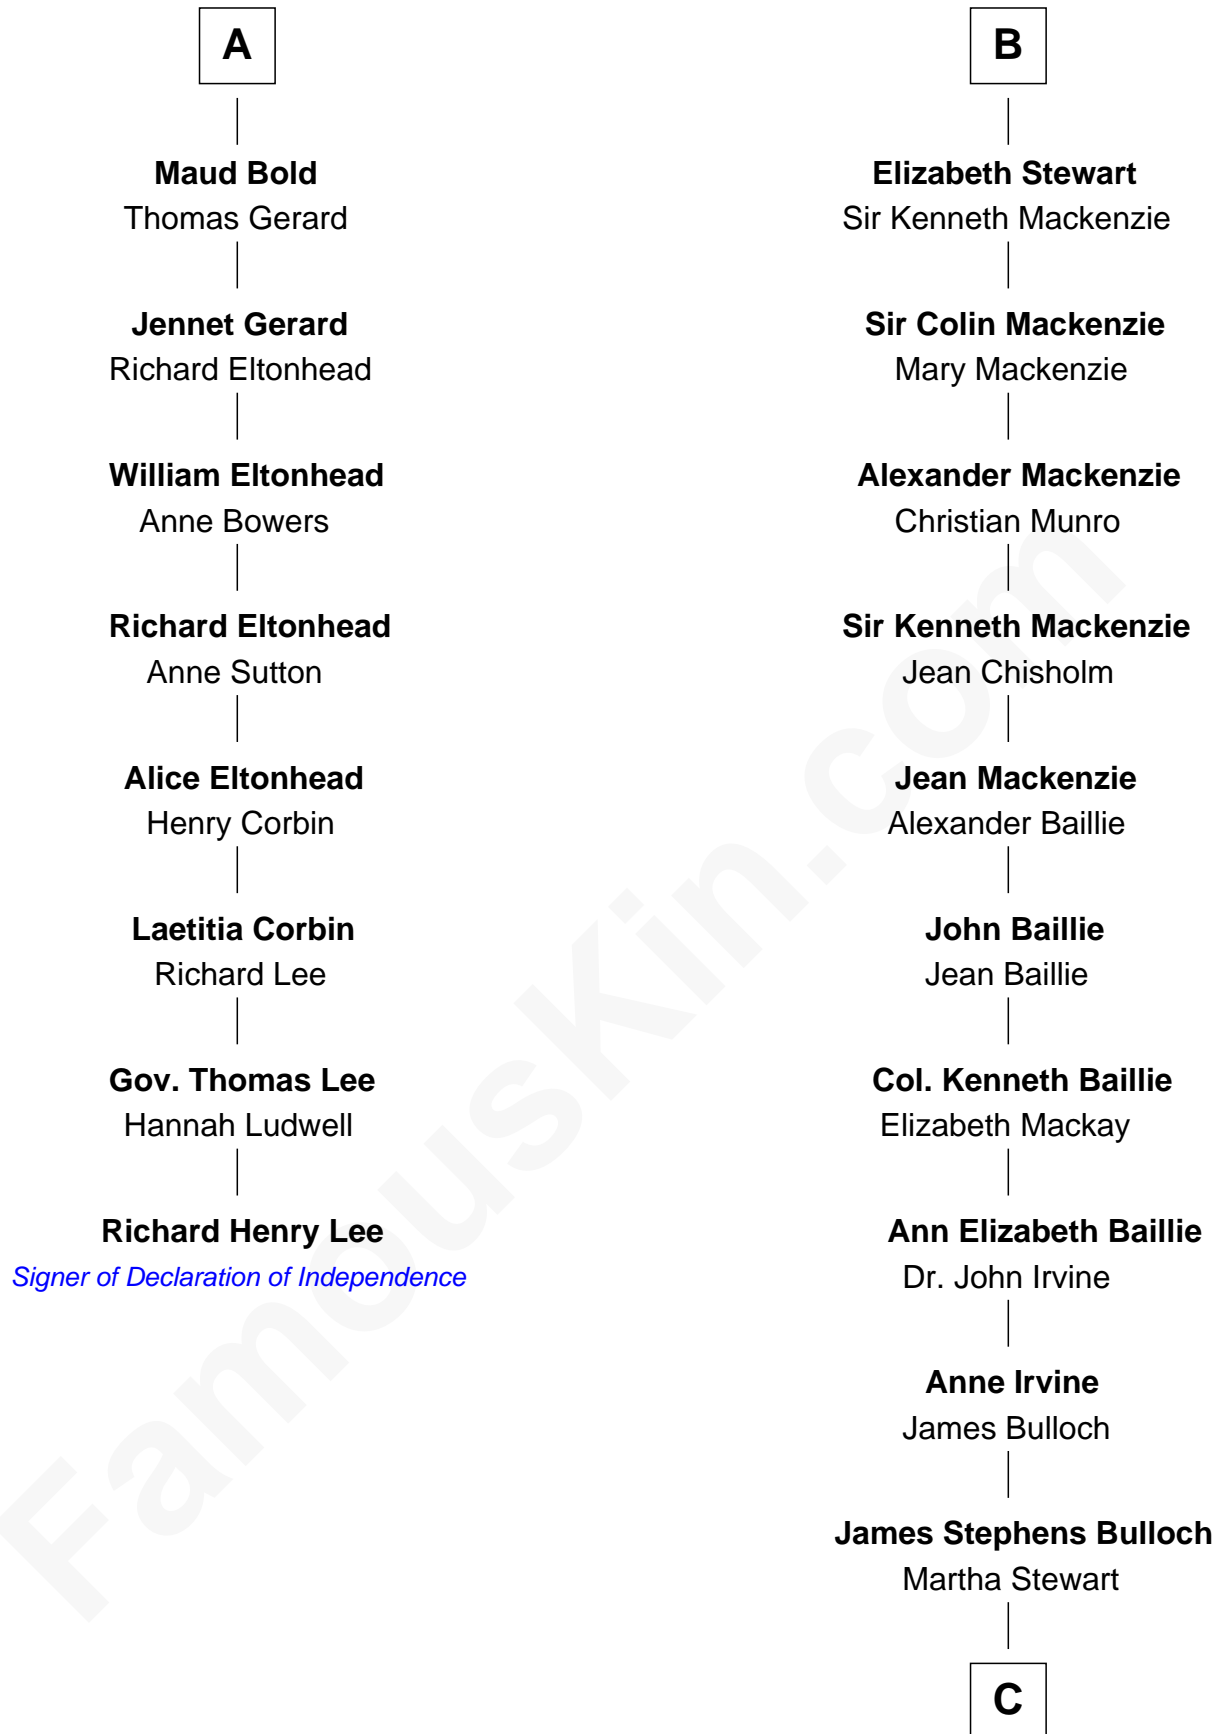 A
Maud Bold
Thomas Gerard
Jennet Gerard
Richard Eltonhead
William Eltonhead
Anne Bowers
Richard Eltonhead
Anne Sutton
Alice Eltonhead
Henry Corbin
Laetitia Corbin
Richard Lee
Gov. Thomas Lee
Hannah Ludwell
Richard Henry Lee
Signer of Declaration of Independence
B
Elizabeth Stewart
Sir Kenneth Mackenzie
Sir Colin Mackenzie
Mary Mackenzie
Alexander Mackenzie
Christian Munro
Sir Kenneth Mackenzie
Jean Chisholm
Jean Mackenzie
Alexander Baillie
John Baillie
Jean Baillie
Col. Kenneth Baillie
Elizabeth Mackay
Ann Elizabeth Baillie
Dr. John Irvine
Anne Irvine
James Bulloch
James Stephens Bulloch
Martha Stewart
C
FamousKin.com